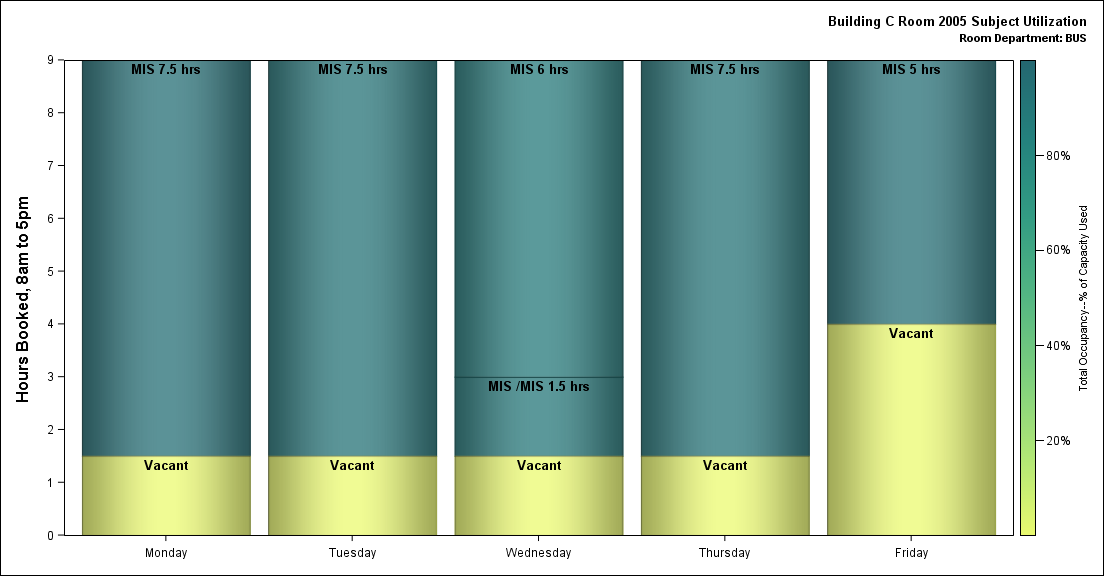 Building C Room 2005 Subject Utilization
Room Department: BUS
Hours Booked, 8am to 5pm
9
8
7
6
5
4
3
2
1
0
MIS 7.5 hrs
Vacant
MIS 7.5 hrs
Vacant
MIS 6 hrs
MIS /MIS 1.5 hrs
Vacant
MIS 7.5 hrs
Vacant
MIS 5 hrs
Vacant
Monday
Tuesday
Wednesday
Thursday
Friday
80%
60%
40%
20%
Total Occupancy--% of Capacity Used